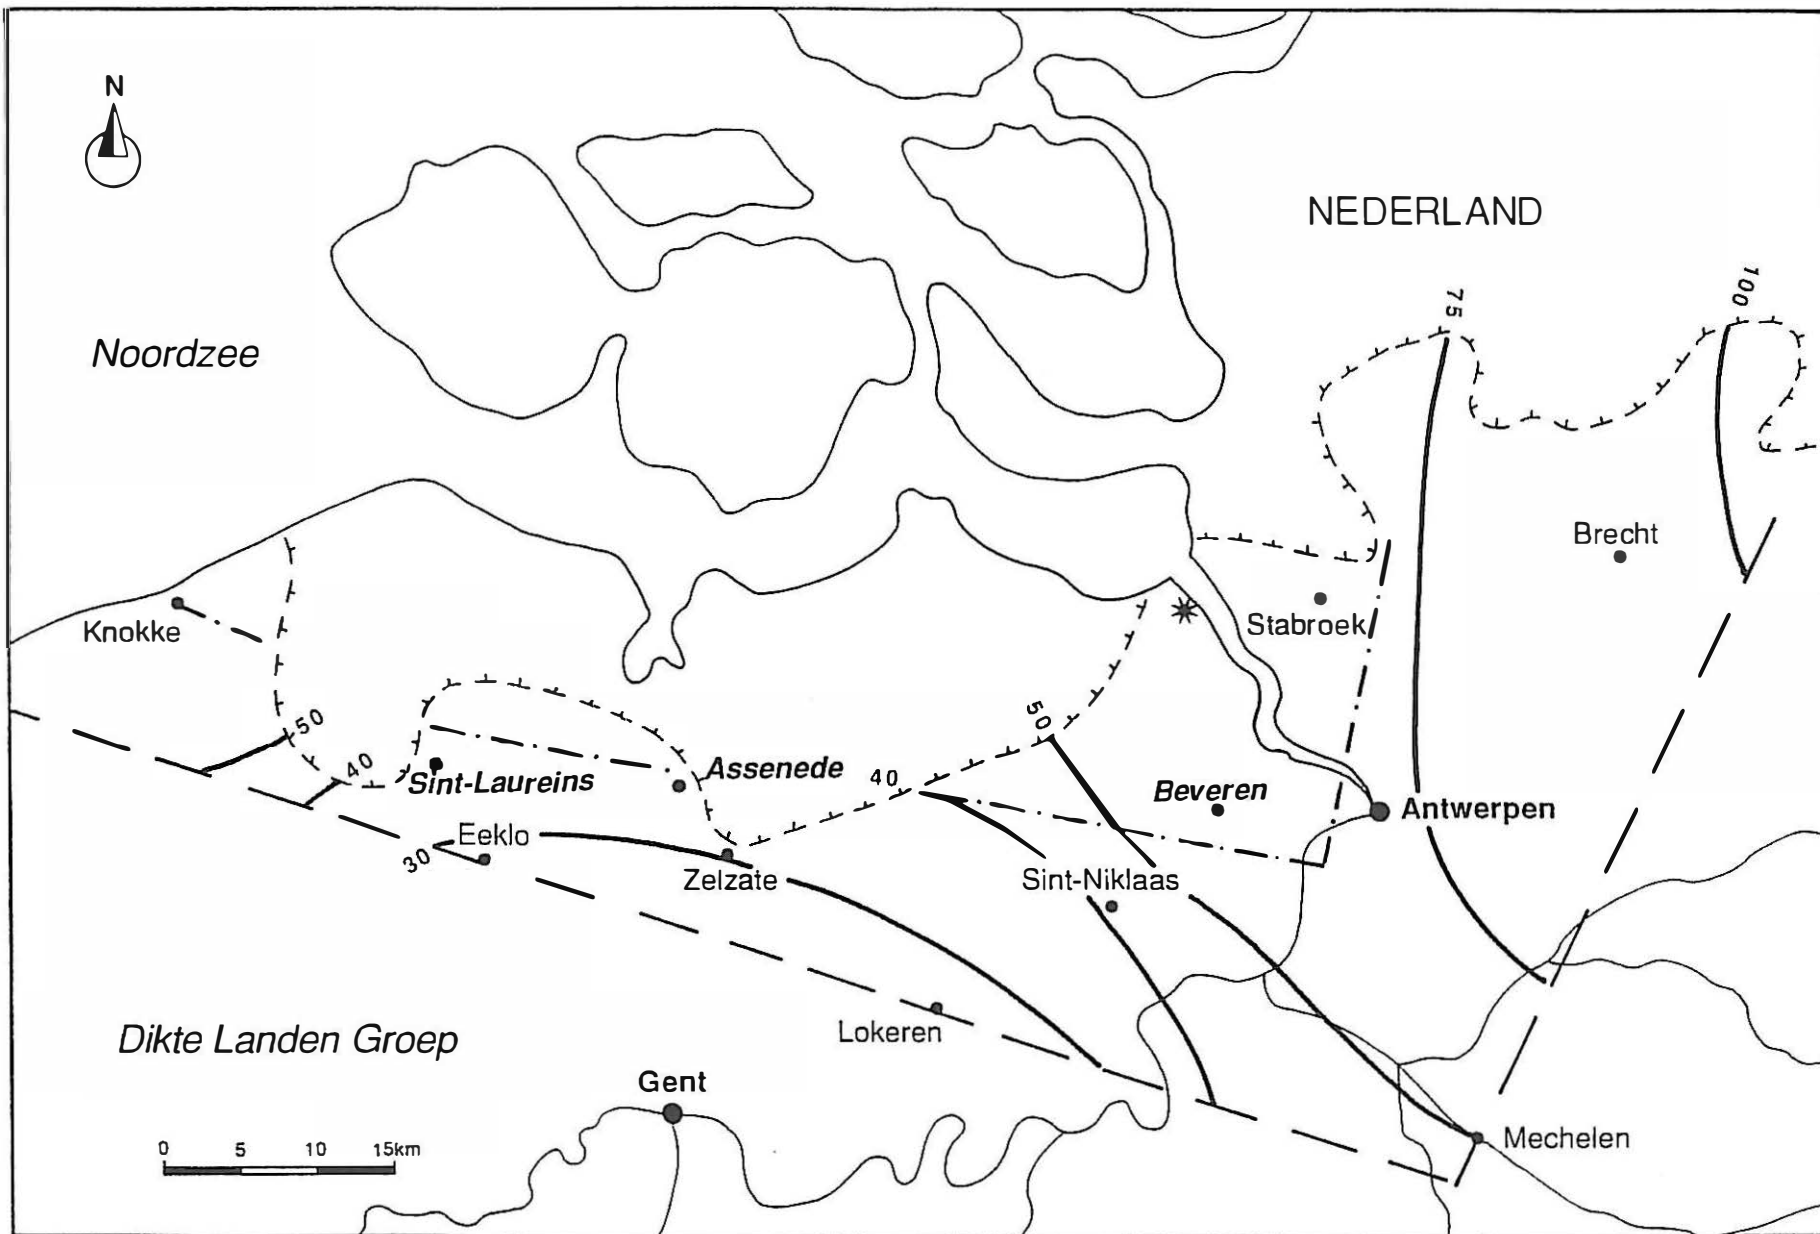 N
NEDERLAND
100
75
Noordzee
Brecht
Stabroek
Knokke
50
50
40
Sint-Laureins
Assenede
40
Beveren
Antwerpen
30
Eeklo
Zelzate
Sint-Niklaas
Lokeren
Dikte Landen Groep
Gent
Mechelen
0 5 10 15km